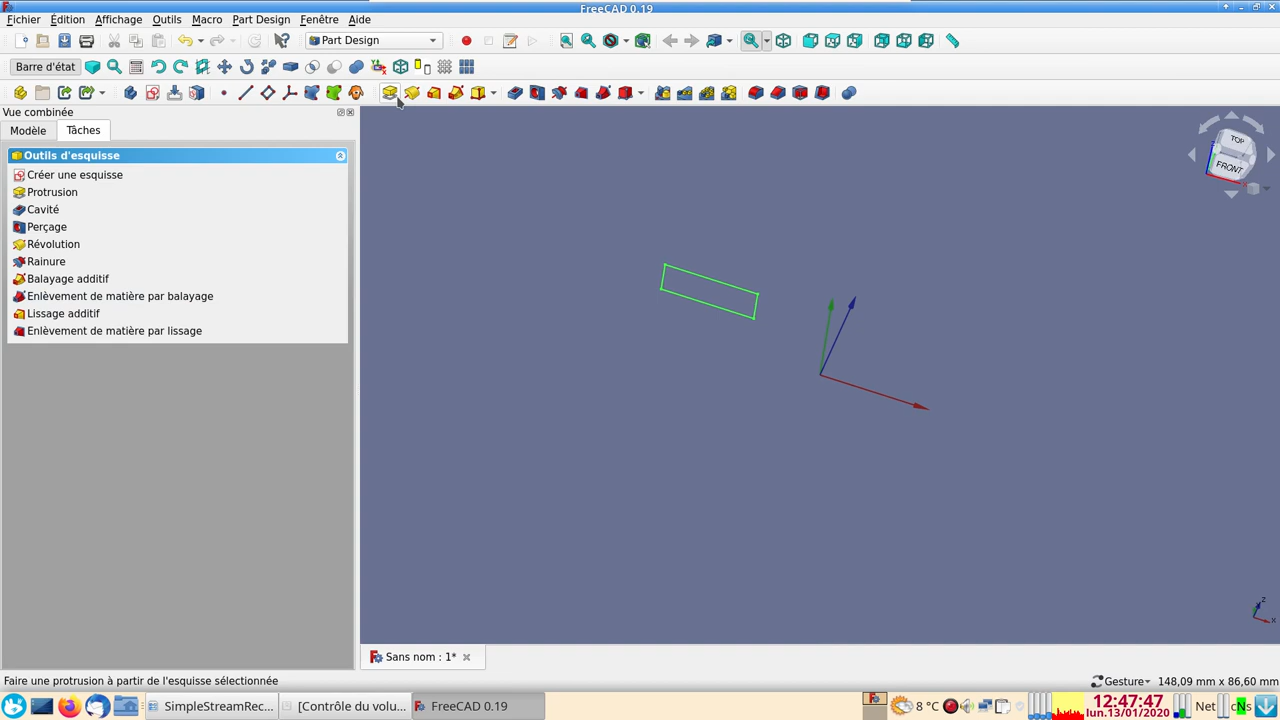 FreeCAD 0.19
Fichier Édition Affichage Outils Macro Part Design Fenêtre Aide
Part Design
Barre d'état
Vue combinée
Modèle Tâches
Outils d'esquisse
Créer une esquisse
Protrusion
Cavité
Perçage
Révolution
Rainure
Balayage additif
Enlèvement de matière par balayage
Lissage additif
Enlèvement de matière par lissage
TOP
FRONT
Z
X
Sans nom : 1*
Faire une protrusion à partir de l'esquisse sélectionnée
Gesture 148,09 mm x 86,60 mm
SimpleStreamRec...
[Contrôle du volu...
FreeCAD 0.19
8 °C
Net
12:47:47
lun.13/01/2020